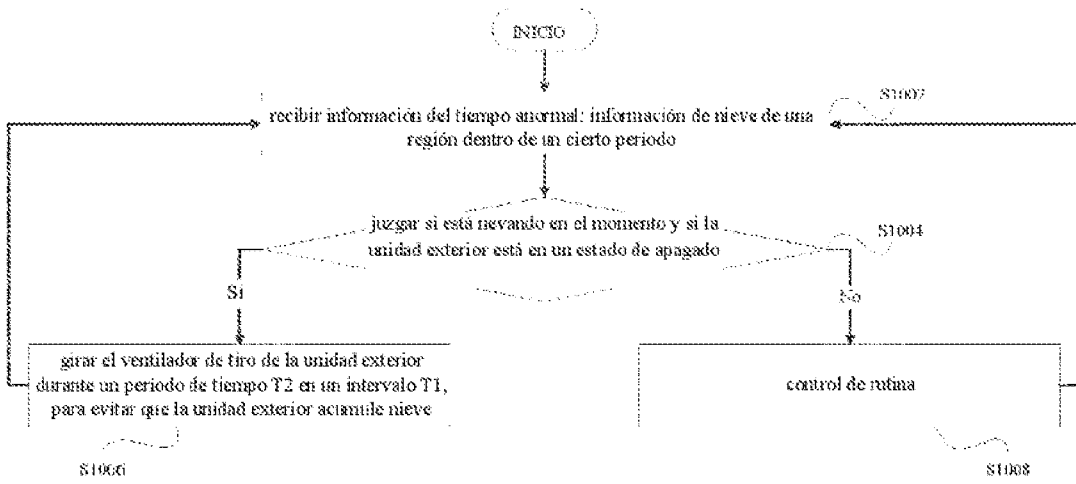 INICIO
S1002
recibir información del tiempo anormal: información de nieve de una
región dentro de un cierto periodo
juzgar si está nevando en el momento y si la
unidad exterior está en un estado de apagado
S1004
Sí
No
girar el ventilador de tiro de la unidad exterior
durante un periodo de tiempo T2 en un intervalo T1,
para evitar que la unidad exterior acumule nieve
control de rutina
S1006
S1008